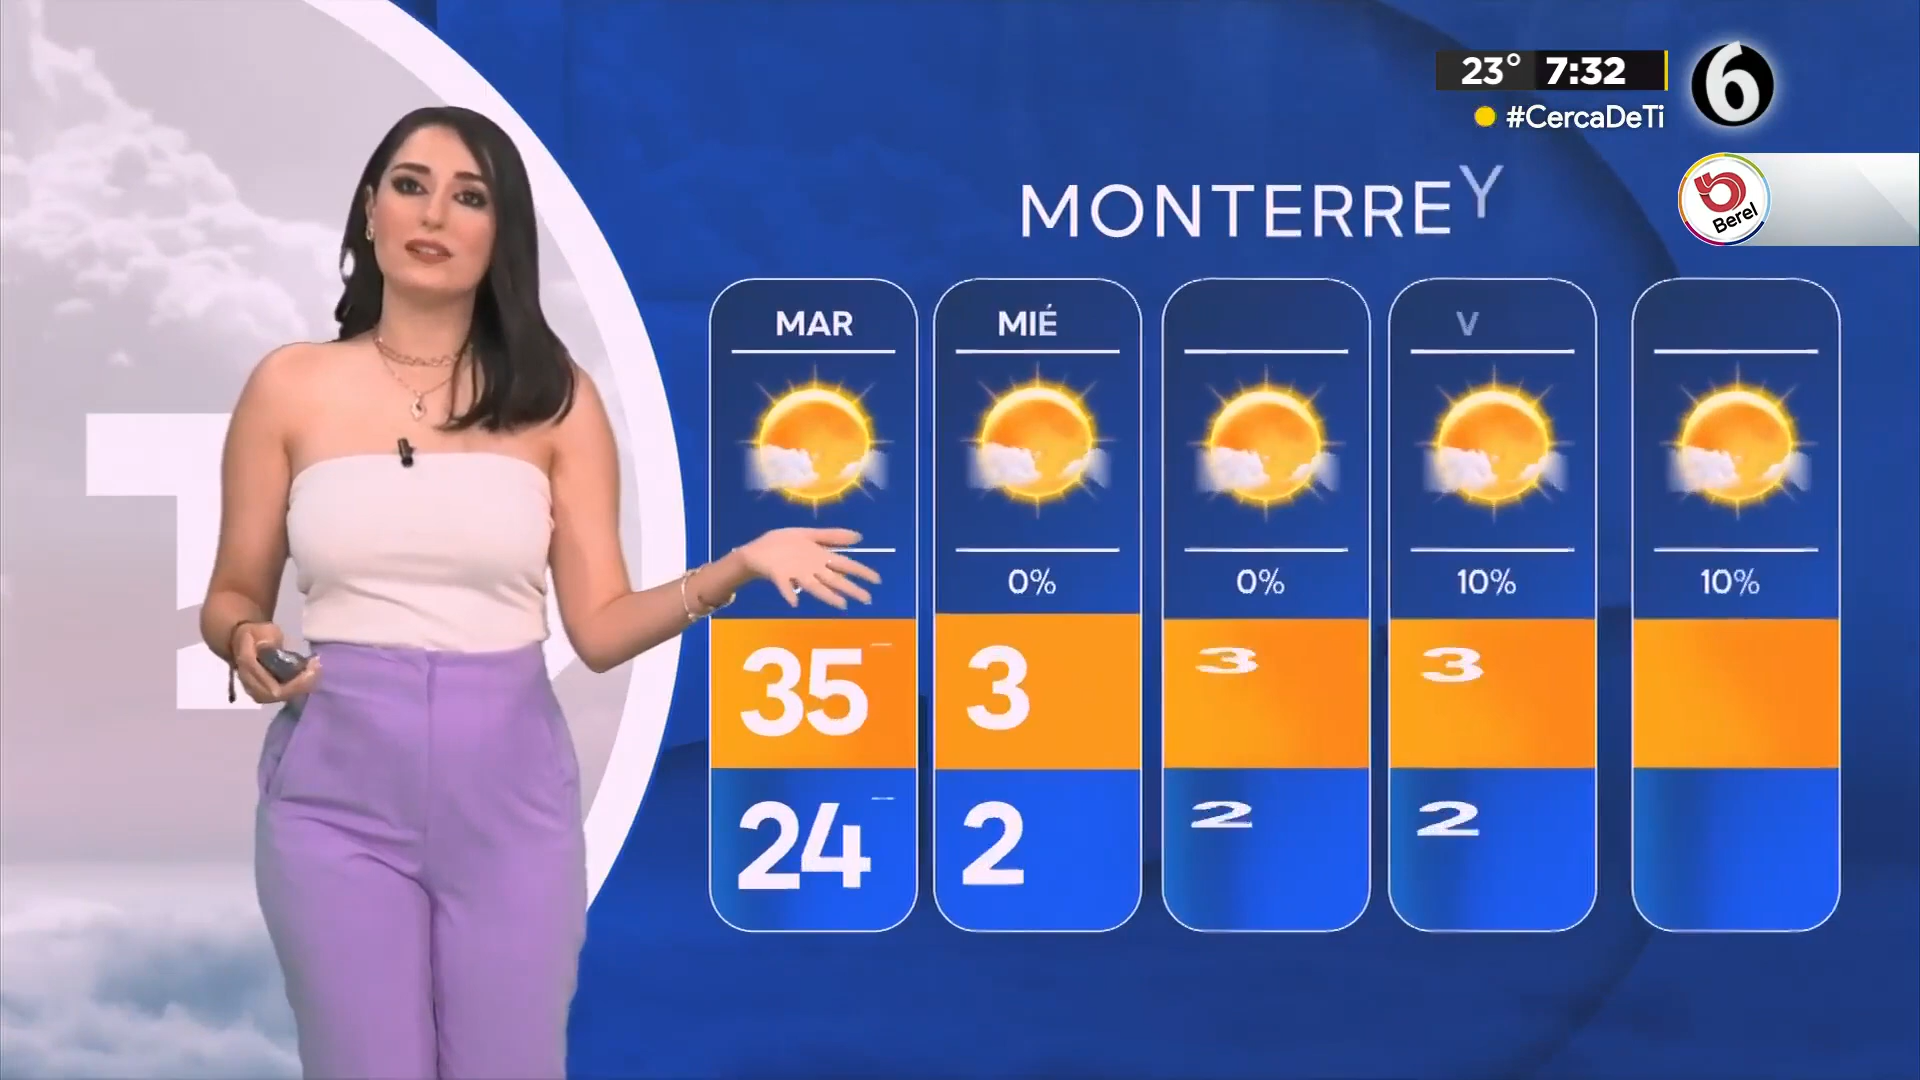 23° 7:32
6
#CercaDeTi
Berel
MONTERREY
MAR MIÉ V
0% 0% 10% 10%
35 3 3 3
24 2 2 2